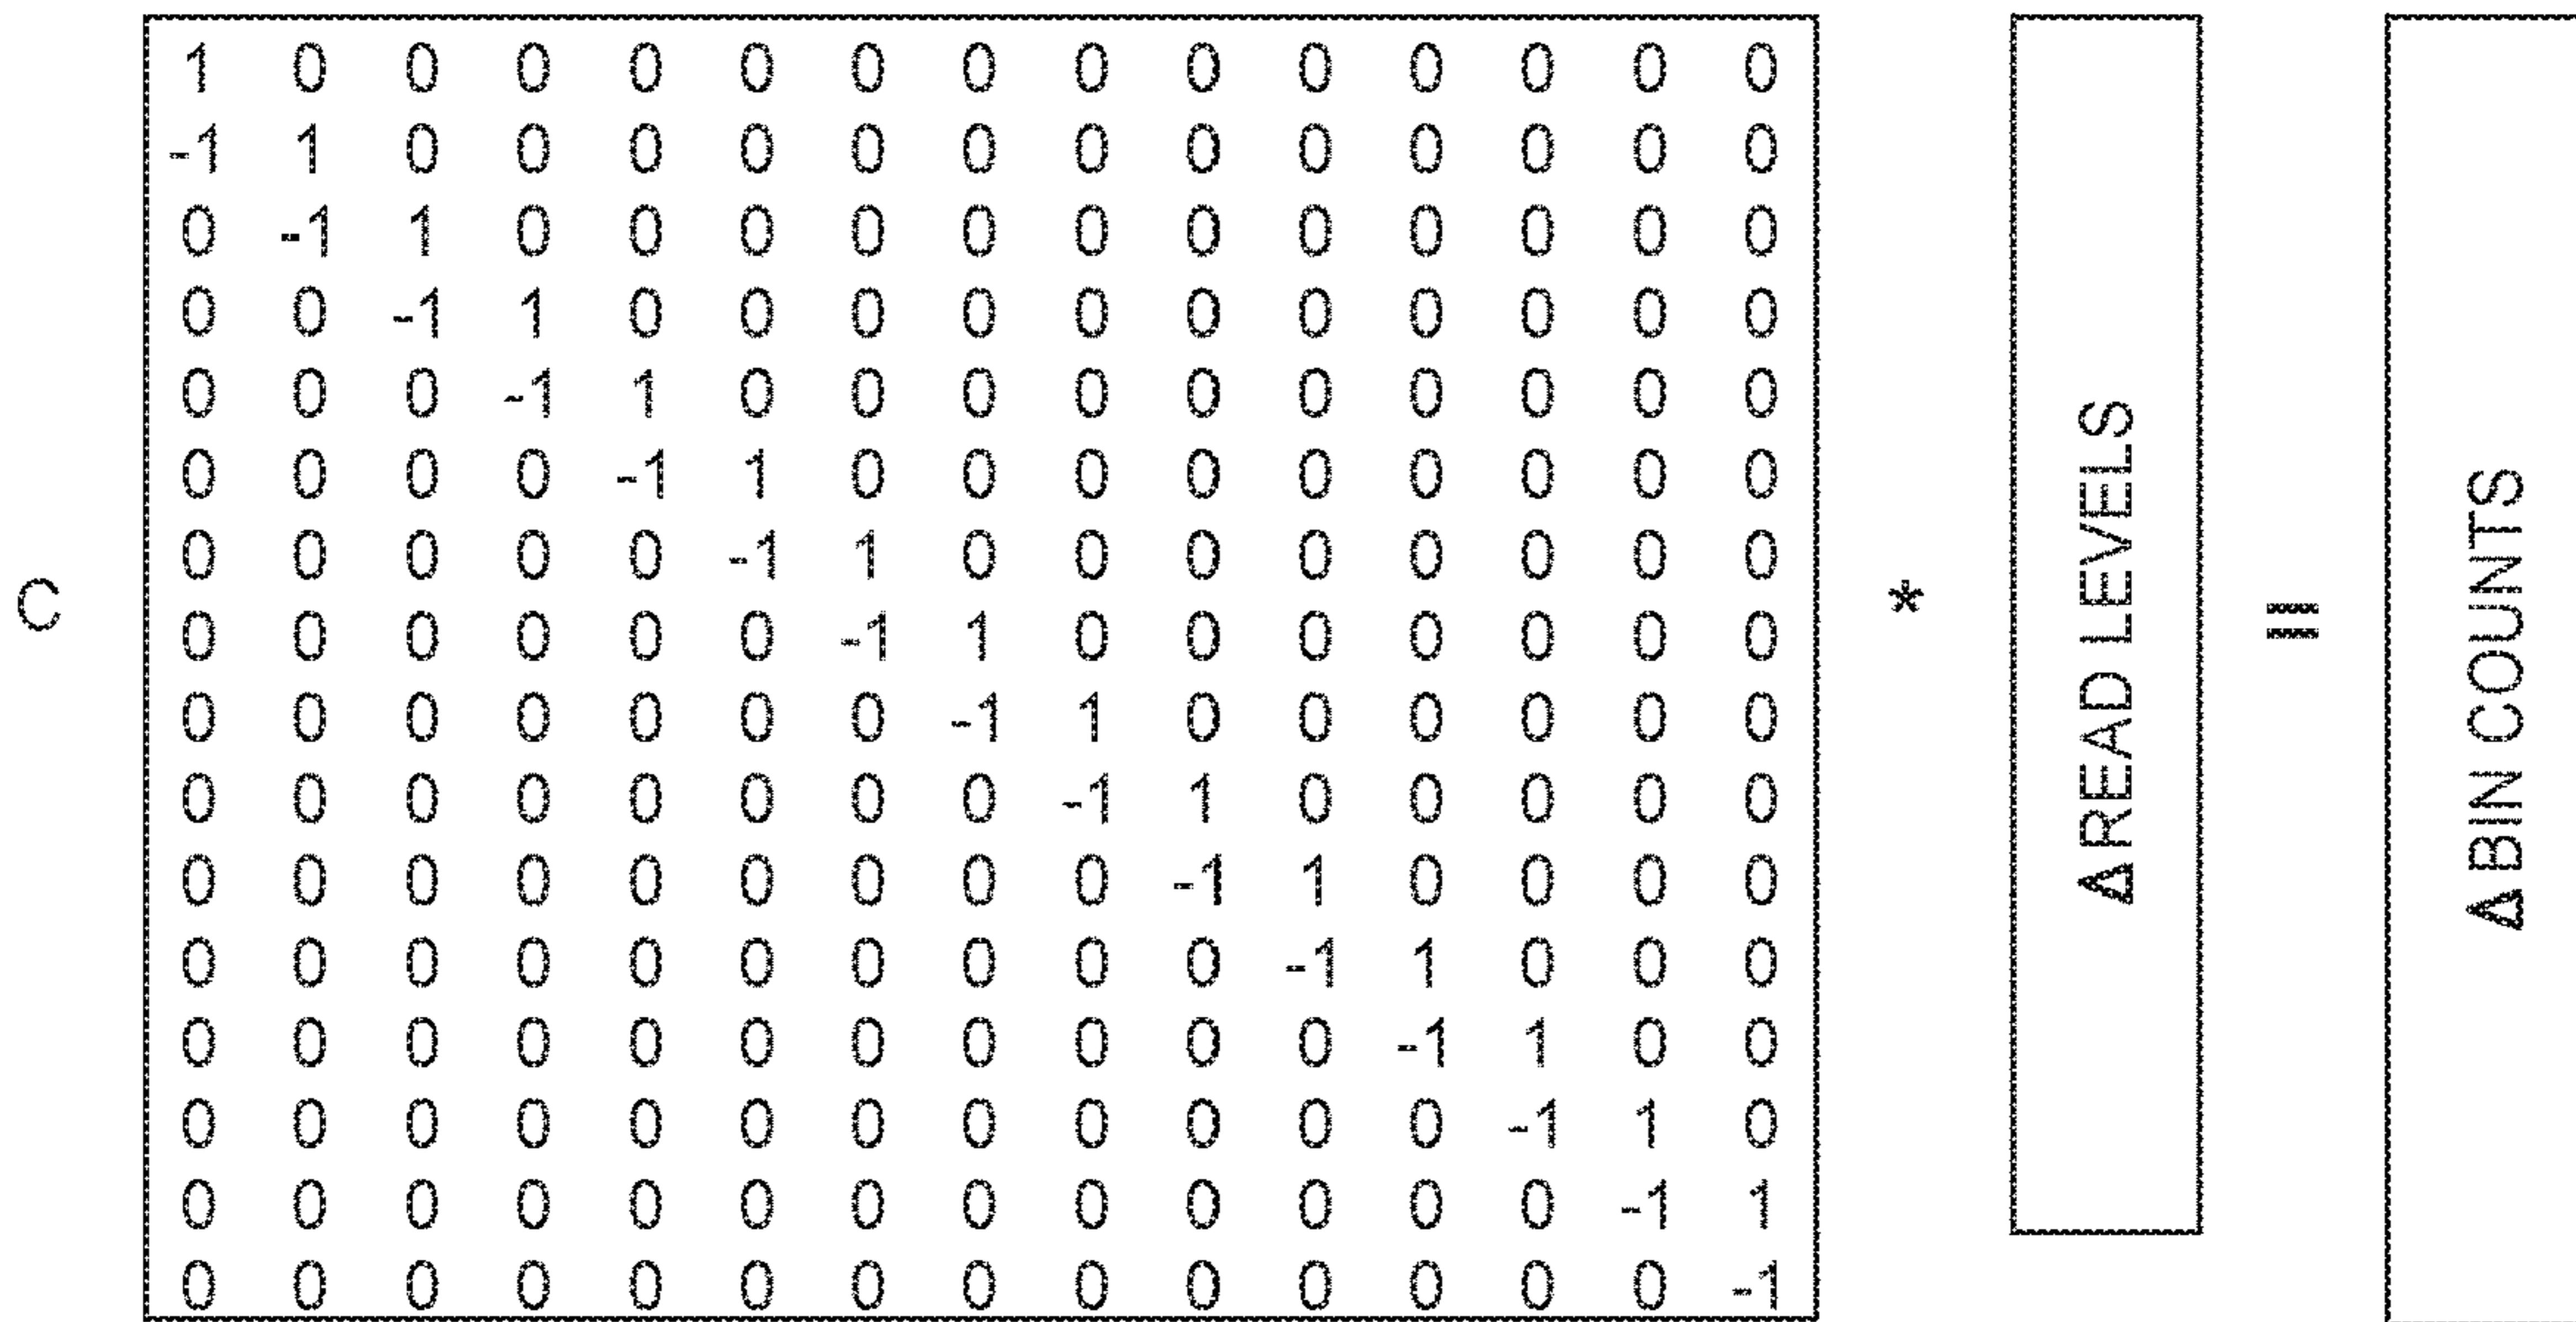 1 0 0 0 0 0 0 0 0 0 0 0 0 0 0
-1 1 0 0 0 0 0 0 0 0 0 0 0 0 0
0 -1 1 0 0 0 0 0 0 0 0 0 0 0 0
0 0 -1 1 0 0 0 0 0 0 0 0 0 0 0
0 0 0 -1 1 0 0 0 0 0 0 0 0 0 0
0 0 0 0 -1 1 0 0 0 0 0 0 0 0 0
0 0 0 0 0 -1 1 0 0 0 0 0 0 0 0
C
0 0 0 0 0 0 -1 1 0 0 0 0 0 0 0
0 0 0 0 0 0 0 -1 1 0 0 0 0 0 0
0 0 0 0 0 0 0 0 -1 1 0 0 0 0 0
0 0 0 0 0 0 0 0 0 -1 1 0 0 0 0
0 0 0 0 0 0 0 0 0 0 -1 1 0 0 0
0 0 0 0 0 0 0 0 0 0 0 -1 1 0 0
0 0 0 0 0 0 0 0 0 0 0 0 -1 1 0
0 0 0 0 0 0 0 0 0 0 0 0 0 -1 1
0 0 0 0 0 0 0 0 0 0 0 0 0 0 -1
*
Δ READ LEVELS
=
Δ BIN COUNTS